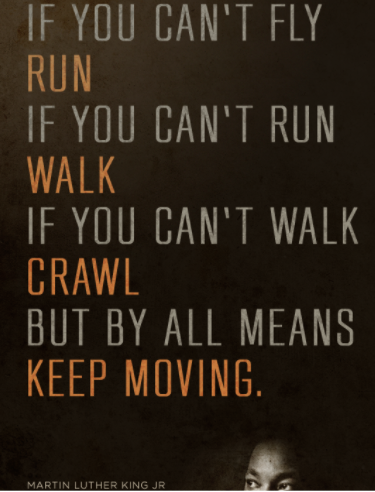 IF YOU CAN'T FLY
RUN
IF YOU CAN'T RUN
WALK
IF YOU CAN'T WALK
CRAWL
BUT BY ALL MEANS
KEEP MOVING.
MARTIN LUTHER KING JR